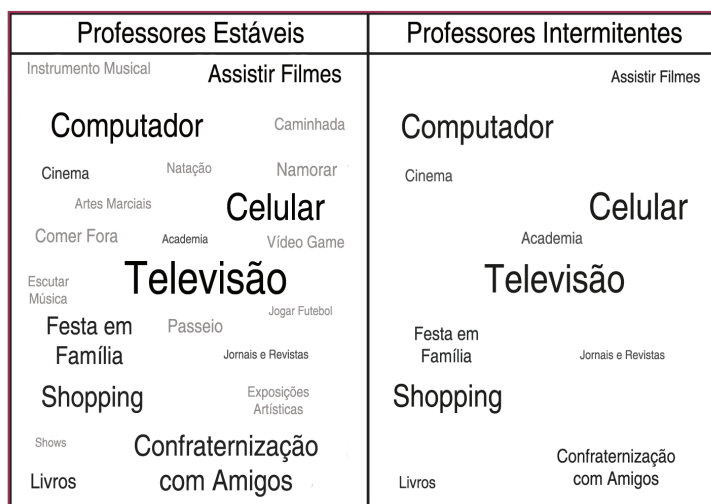 Professores Estáveis
Instrumento Musical
Assistir Filmes
Computador
Caminhada
Cinema
Natação
Namorar
Artes Marciais
Celular
Comer Fora
Academia
Vídeo Game
Televisão
Escutar
Música
Jogar Futebol
Festa em
Família
Passeio
Jornais e Revistas
Shopping
Exposições
Artísticas
Shows
Confraternização
com Amigos
Livros
Professores Intermitentes
Assistir Filmes
Computador
Cinema
Celular
Academia
Televisão
Festa em
Família
Jornais e Revistas
Shopping
Confraternização
com Amigos
Livros